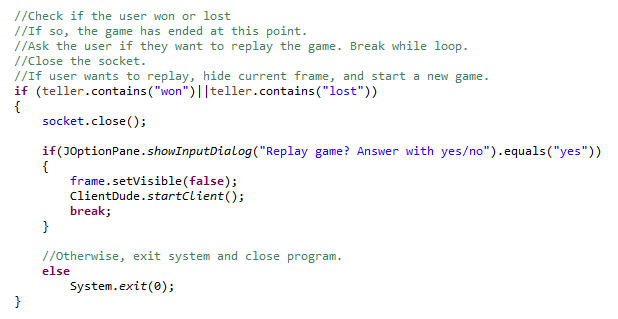 //Check if the user won or lost
//If so, the game has ended at this point.
//Ask the user if they want to replay the game. Break while loop.
//Close the socket.
//If user wants to replay, hide current frame, and start a new game.
if (teller.contains("won")||teller.contains("lost"))
{
    socket.close();

    if(JOptionPane.showInputDialog("Replay game? Answer with yes/no").equals("yes"))
    {
        frame.setVisible(false);
        ClientDude.startClient();
        break;
    }

    //Otherwise, exit system and close program.
    else
        System.exit(0);
}